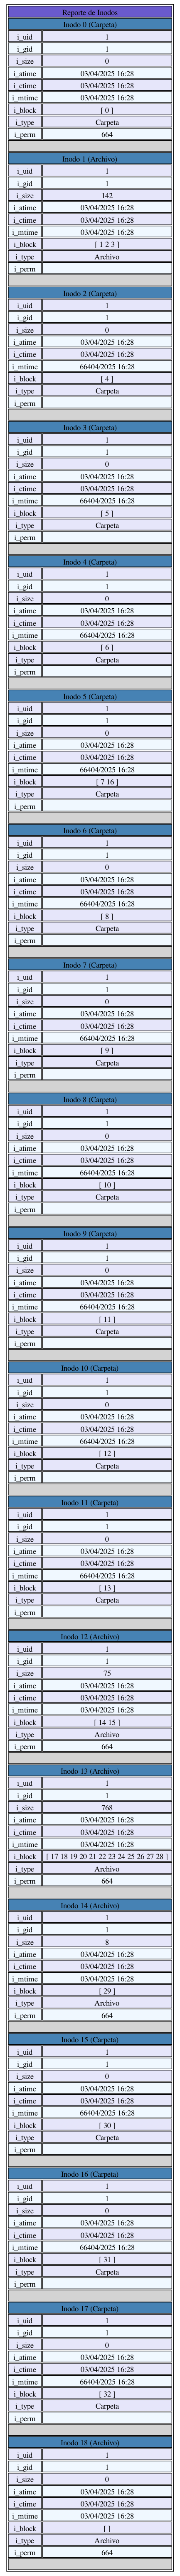 Reporte de Inodos
Inodo 0 (Carpeta)
i_uid 1
i_gid 1
i_size 0
i_atime 03/04/2025 16:28
i_ctime 03/04/2025 16:28
i_mtime 03/04/2025 16:28
i_block [ 0 ]
i_type Carpeta
i_perm 664
Inodo 1 (Archivo)
i_uid 1
i_gid 1
i_size 142
i_atime 03/04/2025 16:28
i_ctime 03/04/2025 16:28
i_mtime 03/04/2025 16:28
i_block [ 1 2 3 ]
i_type Archivo
i_perm
Inodo 2 (Carpeta)
i_uid 1
i_gid 1
i_size 0
i_atime 03/04/2025 16:28
i_ctime 03/04/2025 16:28
i_mtime 66404/2025 16:28
i_block [ 4 ]
i_type Carpeta
i_perm
Inodo 3 (Carpeta)
i_uid 1
i_gid 1
i_size 0
i_atime 03/04/2025 16:28
i_ctime 03/04/2025 16:28
i_mtime 66404/2025 16:28
i_block [ 5 ]
i_type Carpeta
i_perm
Inodo 4 (Carpeta)
i_uid 1
i_gid 1
i_size 0
i_atime 03/04/2025 16:28
i_ctime 03/04/2025 16:28
i_mtime 66404/2025 16:28
i_block [ 6 ]
i_type Carpeta
i_perm
Inodo 5 (Carpeta)
i_uid 1
i_gid 1
i_size 0
i_atime 03/04/2025 16:28
i_ctime 03/04/2025 16:28
i_mtime 66404/2025 16:28
i_block [ 7 16 ]
i_type Carpeta
i_perm
Inodo 6 (Carpeta)
i_uid 1
i_gid 1
i_size 0
i_atime 03/04/2025 16:28
i_ctime 03/04/2025 16:28
i_mtime 66404/2025 16:28
i_block [ 8 ]
i_type Carpeta
i_perm
Inodo 7 (Carpeta)
i_uid 1
i_gid 1
i_size 0
i_atime 03/04/2025 16:28
i_ctime 03/04/2025 16:28
i_mtime 66404/2025 16:28
i_block [ 9 ]
i_type Carpeta
i_perm
Inodo 8 (Carpeta)
i_uid 1
i_gid 1
i_size 0
i_atime 03/04/2025 16:28
i_ctime 03/04/2025 16:28
i_mtime 66404/2025 16:28
i_block [ 10 ]
i_type Carpeta
i_perm
Inodo 9 (Carpeta)
i_uid 1
i_gid 1
i_size 0
i_atime 03/04/2025 16:28
i_ctime 03/04/2025 16:28
i_mtime 66404/2025 16:28
i_block [ 11 ]
i_type Carpeta
i_perm
Inodo 10 (Carpeta)
i_uid 1
i_gid 1
i_size 0
i_atime 03/04/2025 16:28
i_ctime 03/04/2025 16:28
i_mtime 66404/2025 16:28
i_block [ 12 ]
i_type Carpeta
i_perm
Inodo 11 (Carpeta)
i_uid 1
i_gid 1
i_size 0
i_atime 03/04/2025 16:28
i_ctime 03/04/2025 16:28
i_mtime 66404/2025 16:28
i_block [ 13 ]
i_type Carpeta
i_perm
Inodo 12 (Archivo)
i_uid 1
i_gid 1
i_size 75
i_atime 03/04/2025 16:28
i_ctime 03/04/2025 16:28
i_mtime 03/04/2025 16:28
i_block [ 14 15 ]
i_type Archivo
i_perm 664
Inodo 13 (Archivo)
i_uid 1
i_gid 1
i_size 768
i_atime 03/04/2025 16:28
i_ctime 03/04/2025 16:28
i_mtime 03/04/2025 16:28
i_block [ 17 18 19 20 21 22 23 24 25 26 27 28 ]
i_type Archivo
i_perm 664
Inodo 14 (Archivo)
i_uid 1
i_gid 1
i_size 8
i_atime 03/04/2025 16:28
i_ctime 03/04/2025 16:28
i_mtime 03/04/2025 16:28
i_block [ 29 ]
i_type Archivo
i_perm 664
Inodo 15 (Carpeta)
i_uid 1
i_gid 1
i_size 0
i_atime 03/04/2025 16:28
i_ctime 03/04/2025 16:28
i_mtime 66404/2025 16:28
i_block [ 30 ]
i_type Carpeta
i_perm
Inodo 16 (Carpeta)
i_uid 1
i_gid 1
i_size 0
i_atime 03/04/2025 16:28
i_ctime 03/04/2025 16:28
i_mtime 66404/2025 16:28
i_block [ 31 ]
i_type Carpeta
i_perm
Inodo 17 (Carpeta)
i_uid 1
i_gid 1
i_size 0
i_atime 03/04/2025 16:28
i_ctime 03/04/2025 16:28
i_mtime 66404/2025 16:28
i_block [ 32 ]
i_type Carpeta
i_perm
Inodo 18 (Archivo)
i_uid 1
i_gid 1
i_size 0
i_atime 03/04/2025 16:28
i_ctime 03/04/2025 16:28
i_mtime 03/04/2025 16:28
i_block [ ]
i_type Archivo
i_perm 664